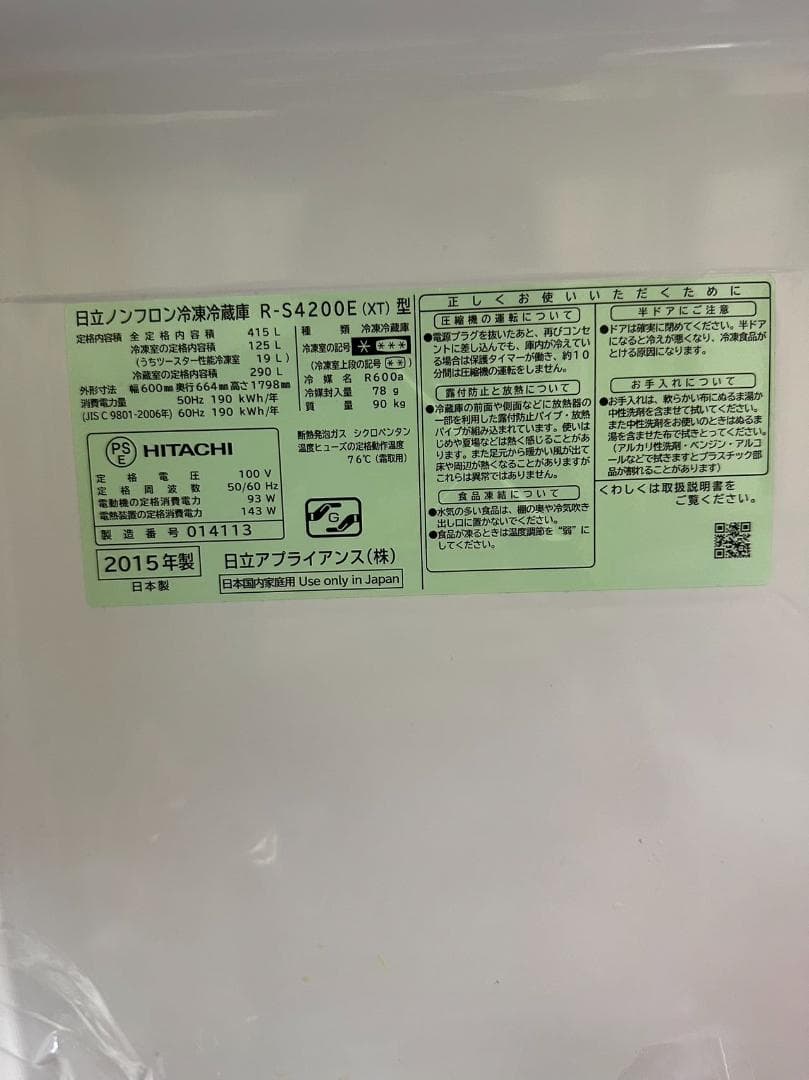 日立ノンフロン冷凍冷蔵庫 R-S4200E (XT) 型
定格内容積 全定格内容積 415 L
冷凍室の定格内容積 125 L
(うちツースター性能冷凍室 19 L)
冷蔵室の定格内容積 290 L
外形寸法 幅600㎜ 奥行664㎜ 高さ1798㎜
消費電力量 50Hz 190 kWh/年
(JIS C 9801-2006年) 60Hz 190 kWh/年
種類 冷凍冷蔵庫
冷凍室の記号 * ***
(冷凍室上段の記号 **)
冷媒名 R600a
冷媒封入量 78 g
質量 90 kg
断熱発泡ガス シクロペンタン
温度ヒューズの定格動作温度
76℃(霜取用)
PS
E
HITACHI
定格電圧 100 V
定格周波数 50/60 Hz
電動機の定格消費電力 93 W
電熱装置の定格消費電力 143 W
製造番号 014113
2015年製
日本製
G
日立アプライアンス(株)
日本国内家庭用 Use only in Japan
正しくお使いいただくために
圧縮機の運転について
●電源プラグを抜いたあと、再びコンセ
ントに差し込んでも、庫内が冷えてい
る場合は保護タイマーが働き、約10
分間は圧縮機の運転をしません。
露付防止と放熱について
●冷蔵庫の前面や側面などに放熱器の
一部を利用した露付防止パイプ・放熱
パイプが組み込まれています。使いは
じめや夏場などは熱く感じることがあ
ります。また足元から暖かい風が出て
床や周辺が熱くなることがありますが
これらは異常ではありません。
食品凍結について
●水気の多い食品は、棚の奥や冷気吹き
出し口に置かないでください。
●食品が凍るときは温度調節を“弱”に
してください。
半ドアにご注意
●ドアは確実に閉めてください。半ドア
になると冷えが悪くなり、冷凍食品が
とける原因になります。
お手入れについて
●お手入れは、軟らかい布にぬるま湯か
中性洗剤を含ませて拭いてください。
また中性洗剤をお使いのときはぬるま
湯を含ませた布で拭きとってください。
(アルカリ性洗剤・ベンジン・アルコ
ールなどで拭きますとプラスチック部
品が割れることがあります)
くわしくは取扱説明書を
ご覧ください。